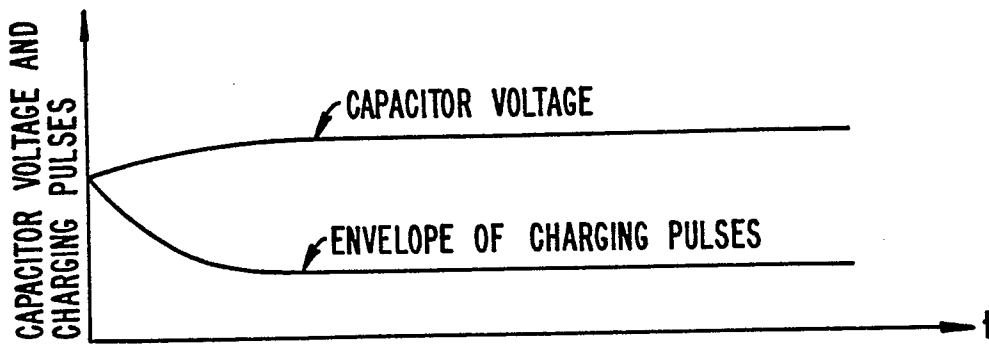 CAPACITOR VOLTAGE AND
CHARGING PULSES
CAPACITOR VOLTAGE
ENVELOPE OF CHARGING PULSES
t